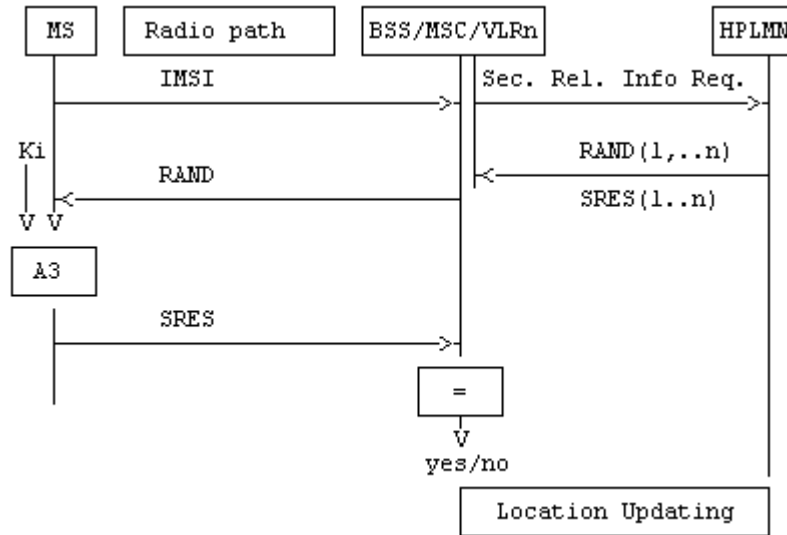 MS
Radio path
BSS/MSC/VLRn
HPLMN
IMSI
Sec. Rel. Info Req.
Ki
RAND
RAND(1,..n)
SRES(1..n)
A3
SRES
=
yes/no
Location Updating